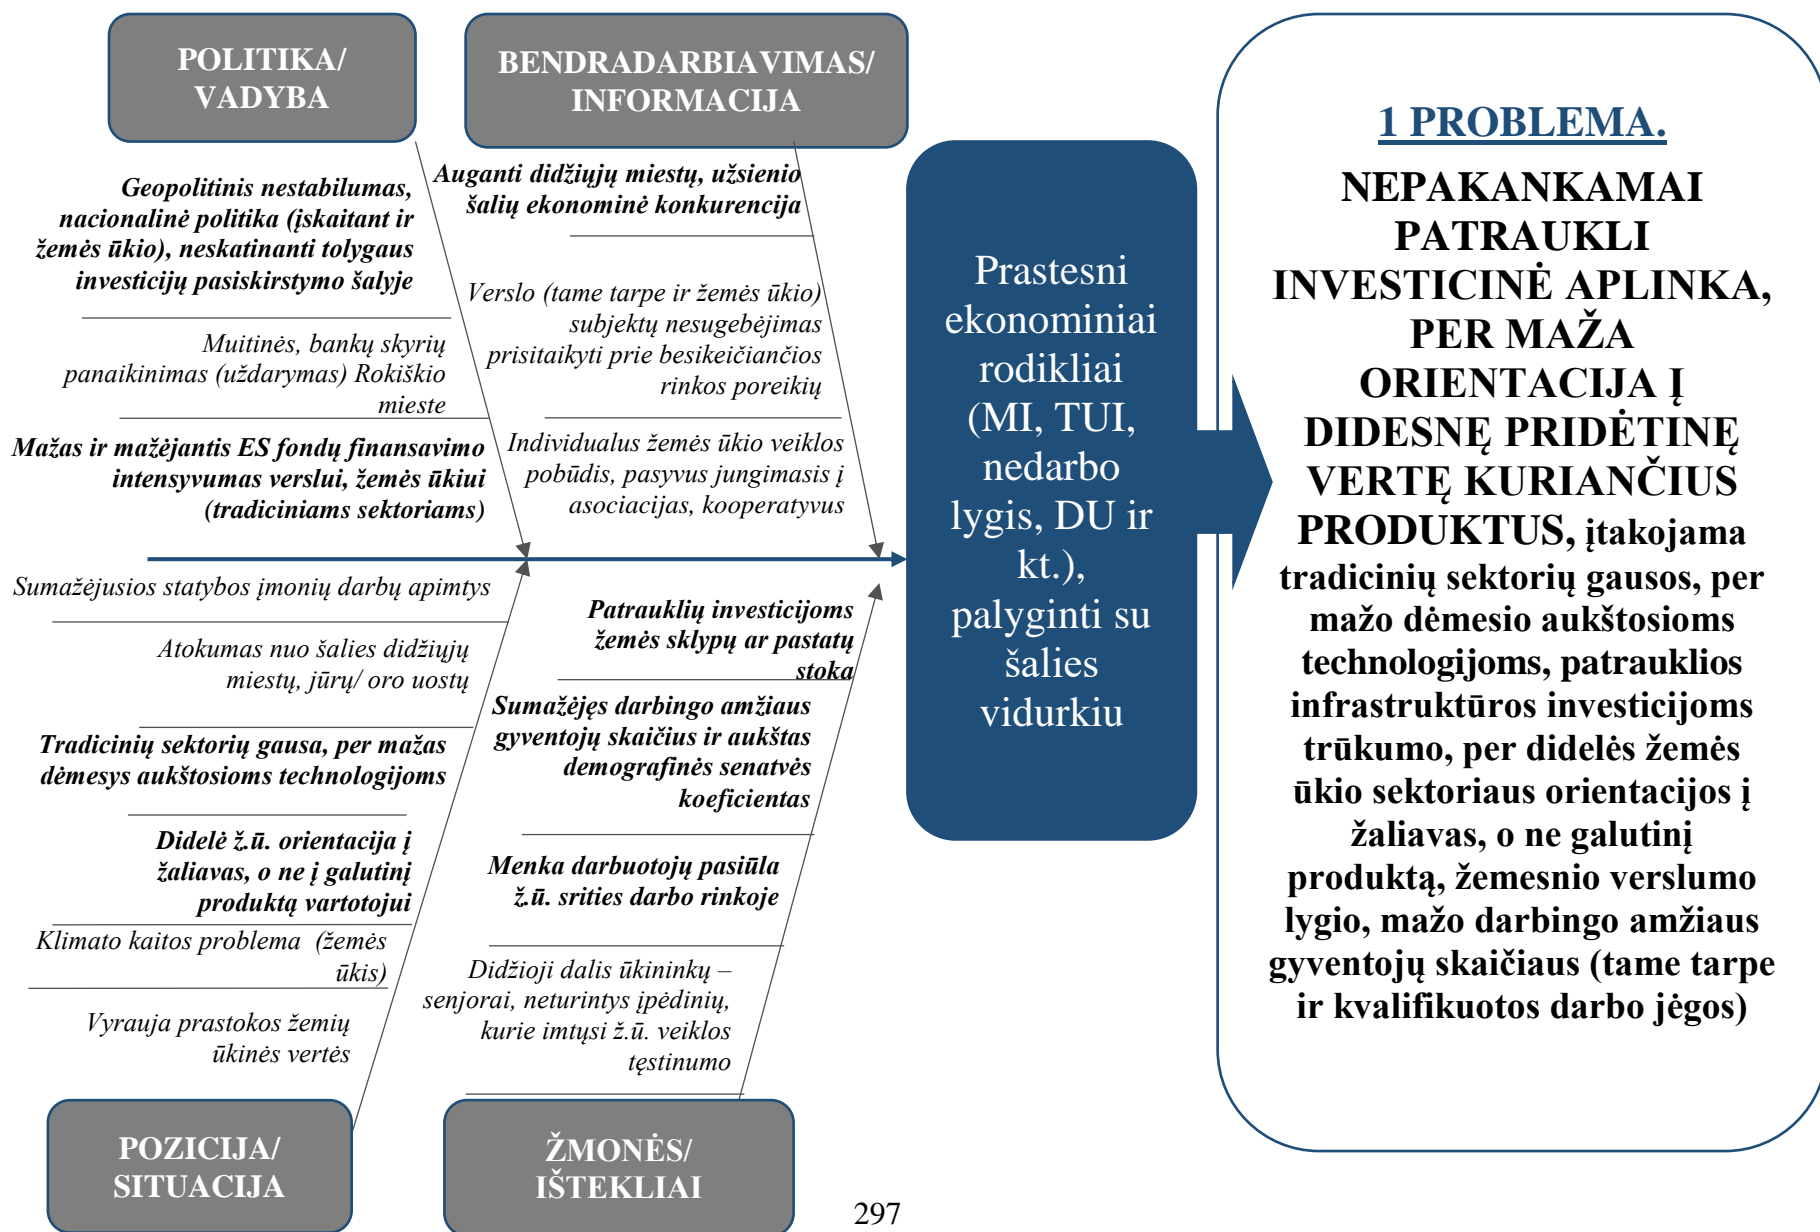 POLITIKA/
VADYBA
Geopolitinis nestabilumas,
nacionalinė politika (įskaitant ir
žemės ūkio), neskatinanti tolygaus
investicijų pasiskirstymo šalyje
Muitinės, bankų skyrių
panaikinimas (uždarymas) Rokiškio
mieste
Mažas ir mažėjantis ES fondų finansavimo
intensyvumas verslui, žemės ūkiui
(tradiciniams sektoriams)
BENDRADARBIAVIMAS/
INFORMACIJA
Auganti didžiųjų miestų, užsienio
šalių ekonominė konkurencija
Verslo (tame tarpe ir žemės ūkio)
subjektų nesugebėjimas
prisitaikyti prie besikeičiančios
rinkos poreikių
Individualus žemės ūkio veiklos
pobūdis, pasyvus jungimasis į
asociacijas, kooperatyvus
Sumažėjusios statybos įmonių darbų apimtys
Atokumas nuo šalies didžiųjų
miestų, jūrų/ oro uostų
Tradicinių sektorių gausa, per mažas
dėmesys aukštosioms technologijoms
Didelė ž.ū. orientacija į
žaliavas, o ne į galutinį
produktą vartotojui
Klimato kaitos problema (žemės
ūkis)
Vyrauja prastokos žemių
ūkinės vertės
POZICIJA/
SITUACIJA
Patrauklių investicijoms
žemės sklypų ar pastatų
stoka
Sumažėjęs darbingo amžiaus
gyventojų skaičius ir aukštas
demografinės senatvės
koeficientas
Menka darbuotojų pasiūla
ž.ū. srities darbo rinkoje
Didžioji dalis ūkininkų –
senjorai, neturintys įpėdinių,
kurie imtųsi ž.ū. veiklos
tęstinumo
ŽMONĖS/
IŠTEKLIAI
Prastesni
ekonominiai
rodikliai
(MI, TUI,
nedarbo
lygis, DU ir
kt.),
palyginti su
šalies
vidurkiu
1 PROBLEMA.
NEPAKANKAMAI
PATRAUKLI
INVESTICINĖ APLINKA,
PER MAŽA
ORIENTACIJA Į
DIDESNĘ PRIDĖTINĘ
VERTĘ KURIANČIUS
PRODUKTUS, įtakojama
tradicinių sektorių gausos, per
mažo dėmesio aukštosioms
technologijoms, patrauklios
infrastruktūros investicijoms
trūkumo, per didelės žemės
ūkio sektoriaus orientacijos į
žaliavas, o ne galutinį
produktą, žemesnio verslumo
lygio, mažo darbingo amžiaus
gyventojų skaičiaus (tame tarpe
ir kvalifikuotos darbo jėgos)
297